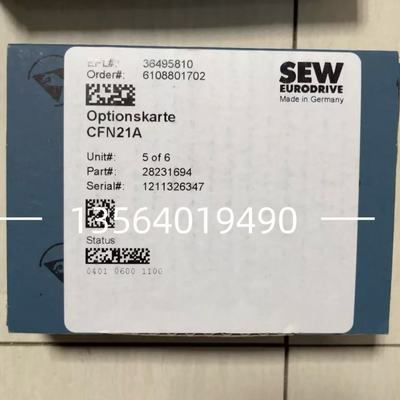 EFL#: 36495810
Order#: 6108801702
SEW
EURODRIVE
Made in Germany
Optionskarte
CFN21A
Unit#: 5 of 6
Part#: 28231694
Serial#: 1211326347
13564019490
Status
0401 0600 1100